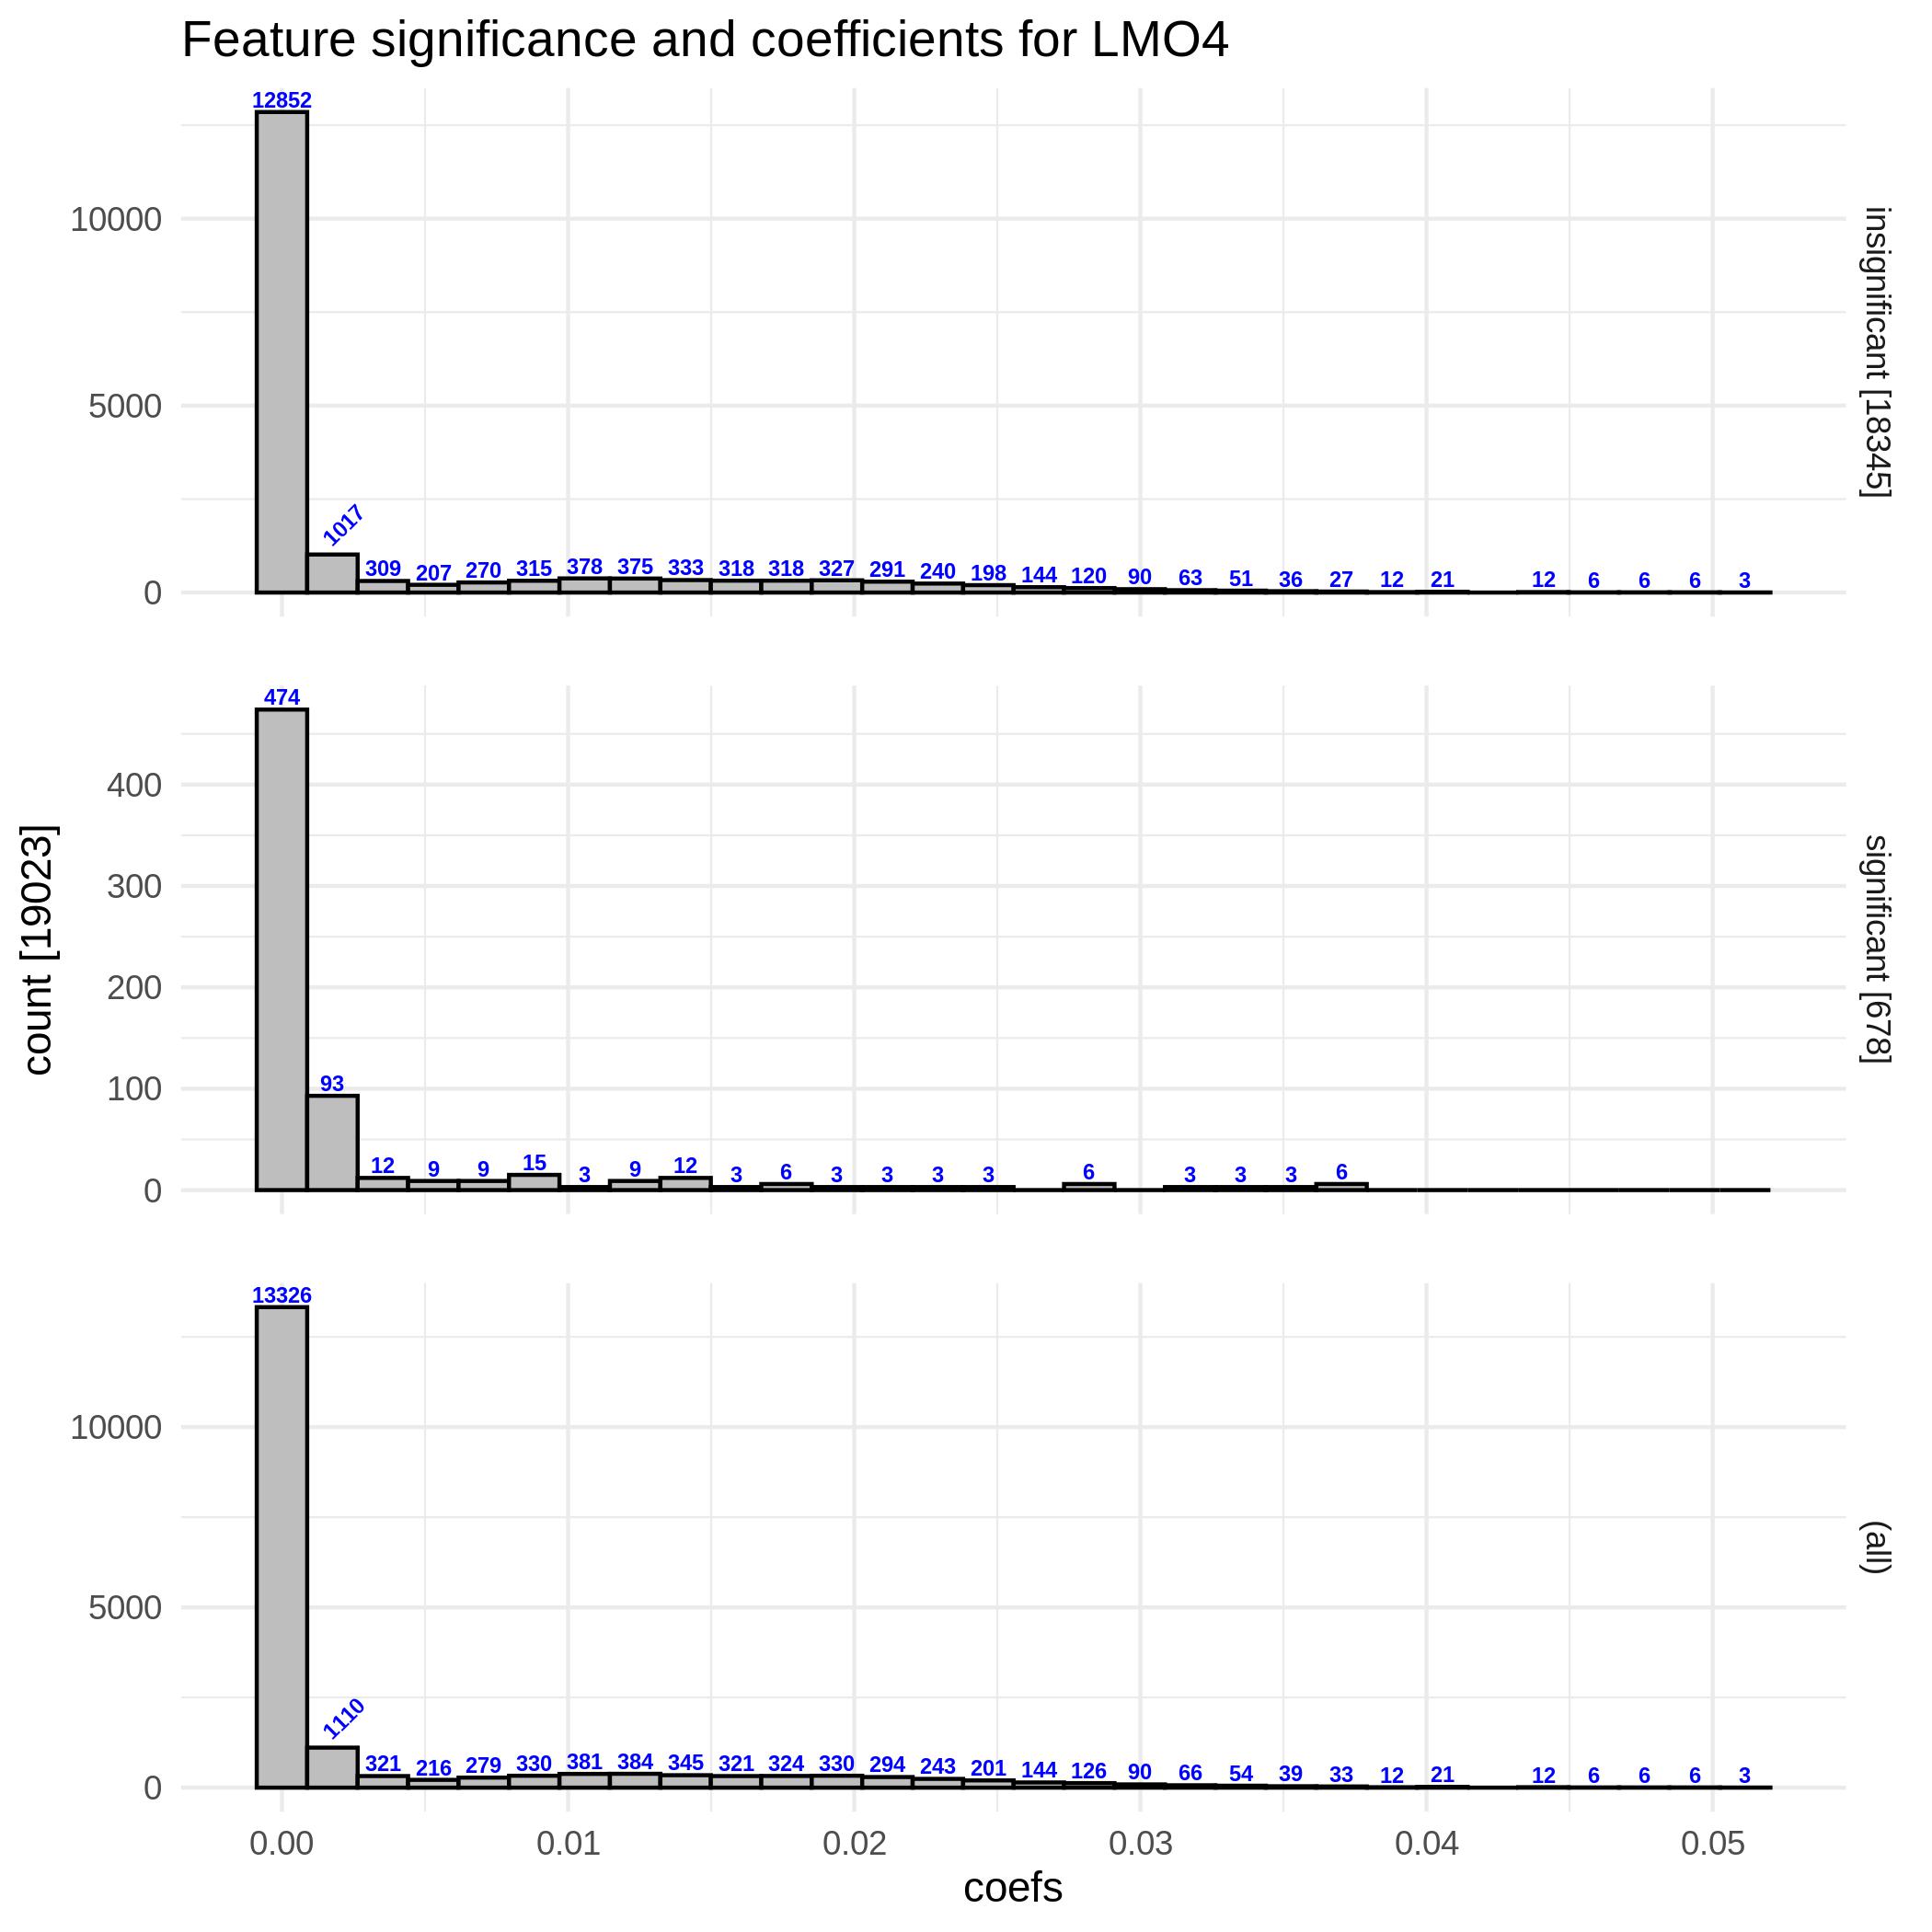 Feature significance and coefficients for LMO4
12852
1017
309 207 270 315 378 375 333 318 318 327 291 240 198 144 120 90 63 51 36 27 12 21 12 6 6 6 3
10000
5000
0
insignificant [18345]
474
93
12 9 9 15 3 9 12 3 6 3 3 3 3 6 3 3 3 6
400
300
200
100
0
count [19023]
significant [678]
13326
1110
321 216 279 330 381 384 345 321 324 330 294 243 201 144 126 90 66 54 39 33 12 21 12 6 6 6 3
10000
5000
0
(all)
0.00 0.01 0.02 0.03 0.04 0.05
coefs